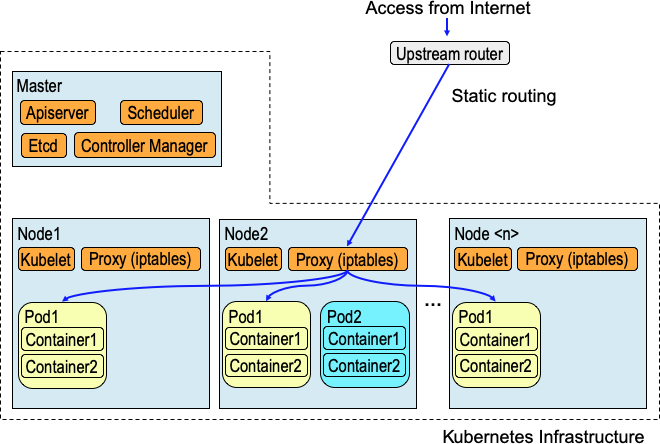 Access from Internet
Upstream router
Static routing
Master
Apiserver
Scheduler
Etcd
Controller Manager
Node1
Kubelet
Proxy (iptables)
Pod1
Container1
Container2
Node2
Kubelet
Proxy (iptables)
Pod1
Container1
Container2
Pod2
Container1
Container2
...
Node <n>
Kubelet
Proxy (iptables)
Pod1
Container1
Container2
Kubernetes Infrastructure